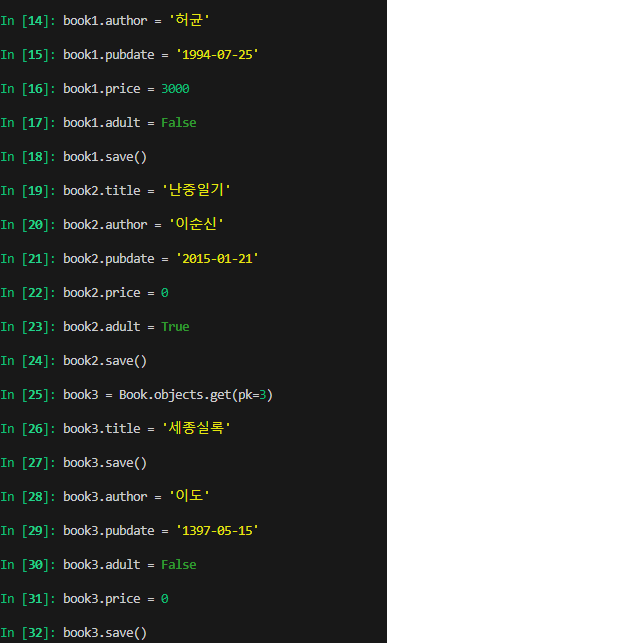 In [14]: book1.author = '허균'
In [15]: book1.pubdate = '1994-07-25'
In [16]: book1.price = 3000
In [17]: book1.adult = False
In [18]: book1.save()
In [19]: book2.title = '난중일기'
In [20]: book2.author = '이순신'
In [21]: book2.pubdate = '2015-01-21'
In [22]: book2.price = 0
In [23]: book2.adult = True
In [24]: book2.save()
In [25]: book3 = Book.objects.get(pk=3)
In [26]: book3.title = '세종실록'
In [27]: book3.save()
In [28]: book3.author = '이도'
In [29]: book3.pubdate = '1397-05-15'
In [30]: book3.adult = False
In [31]: book3.price = 0
In [32]: book3.save()